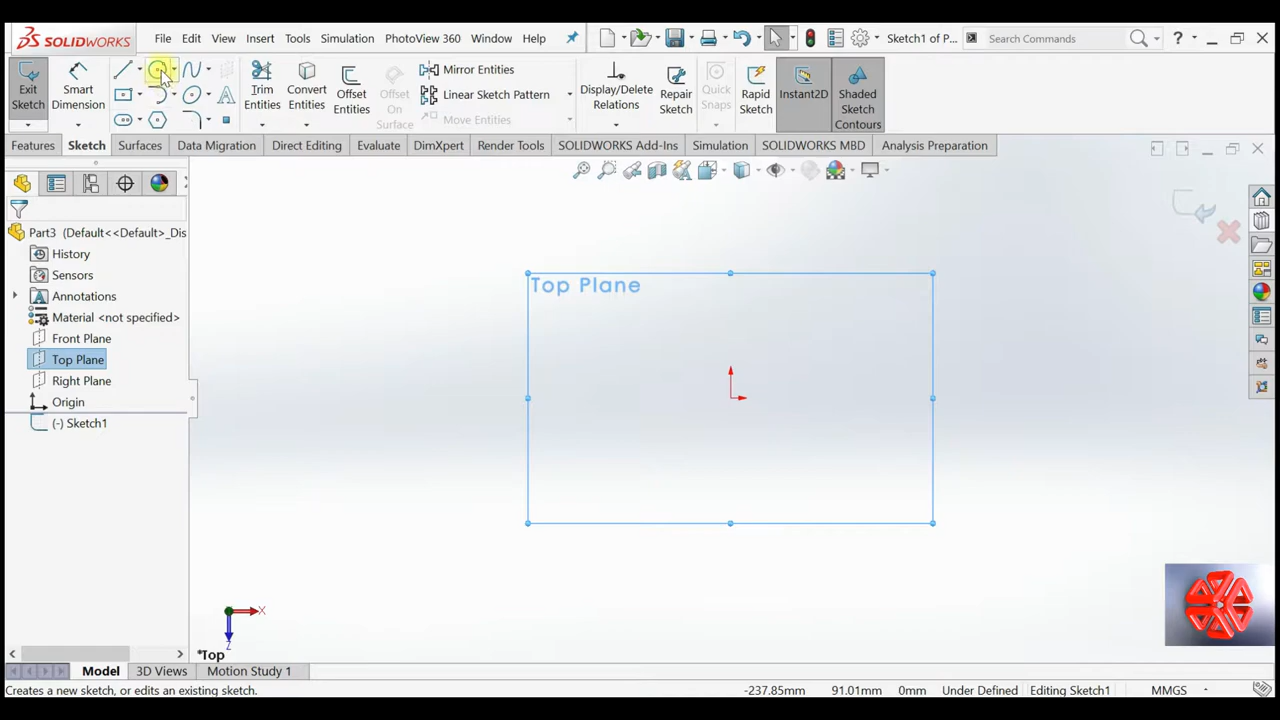 SOLIDWORKS File Edit View Insert Tools Simulation PhotoView 360 Window Help Sketch1 of P... Search Commands ?
Exit Sketch
Smart Dimension
Trim Entities
Convert Entities
Offset Entities
Offset On Surface
Mirror Entities
Linear Sketch Pattern
Move Entities
Display/Delete Relations
Repair Sketch
Quick Snaps
Rapid Sketch
Instant2D
Shaded Sketch Contours
Features Sketch Surfaces Data Migration Direct Editing Evaluate DimXpert Render Tools SOLIDWORKS Add-Ins Simulation SOLIDWORKS MBD Analysis Preparation
Part3 (Default<<Default>_Dis
History
Sensors
Annotations
Material <not specified>
Front Plane
Top Plane
Right Plane
Origin
(-) Sketch1
Top Plane
X
Z
*Top
Model 3D Views Motion Study 1
Creates a new sketch, or edits an existing sketch. -237.85mm 91.01mm 0mm Under Defined Editing Sketch1 MMGS